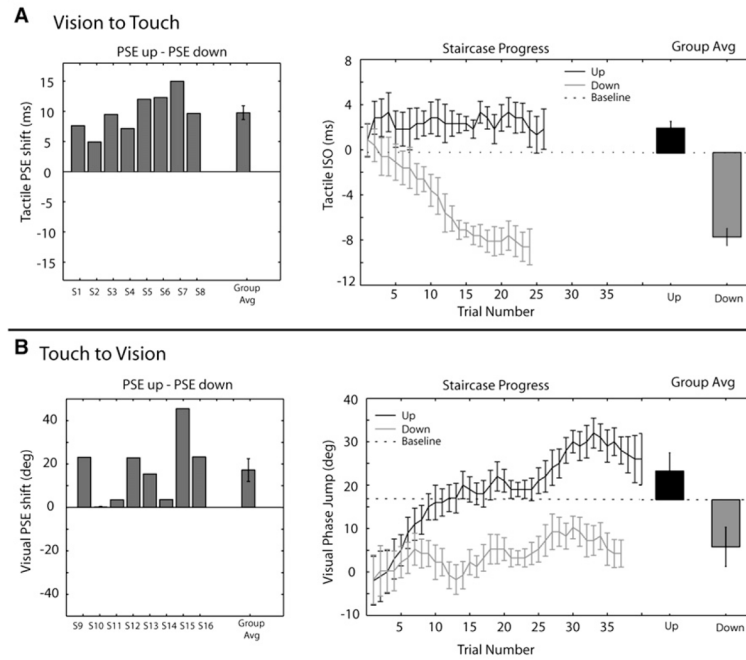 A Vision to Touch
PSE up - PSE down
Tactile PSE shift (ms)
15
10
5
0
-5
-10
-15
S1 S2 S3 S4 S5 S6 S7 S8 Group
Avg
Staircase Progress
Group Avg
Up
Down
Baseline
Tactile ISO (ms)
8
4
0
-4
-8
-12
5 10 15 20 25 30 35 Up Down
Trial Number
B Touch to Vision
PSE up - PSE down
Visual PSE shift (deg)
40
20
0
-20
-40
S9 S10 S11 S12 S13 S14 S15 S16 Group
Avg
Staircase Progress
Group Avg
Up
Down
Baseline
Visual Phase Jump (deg)
40
30
20
10
0
-10
5 10 15 20 25 30 35 Up Down
Trial Number